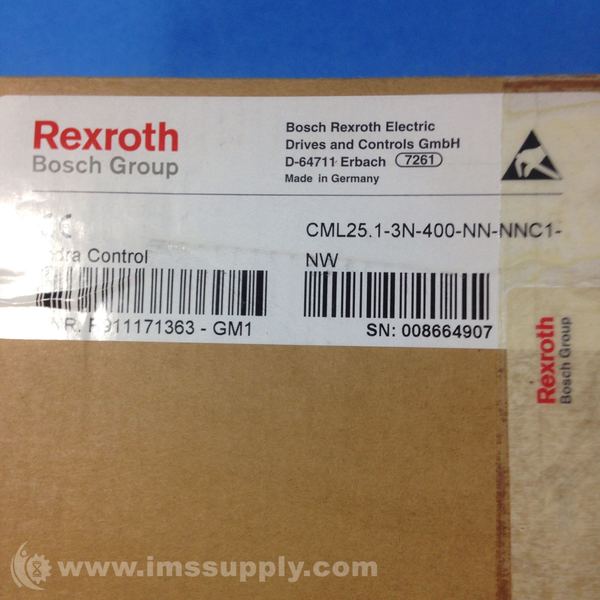 Rexroth
Bosch Group
Bosch Rexroth Electric
Drives and Controls GmbH
D-64711 Erbach 7261
Made in Germany
CE
CML25.1-3N-400-NN-NNC1-
NW
Control
911171363 - GM1
SN: 008664907
Rexroth
Bosch Group
www.imssupply.com